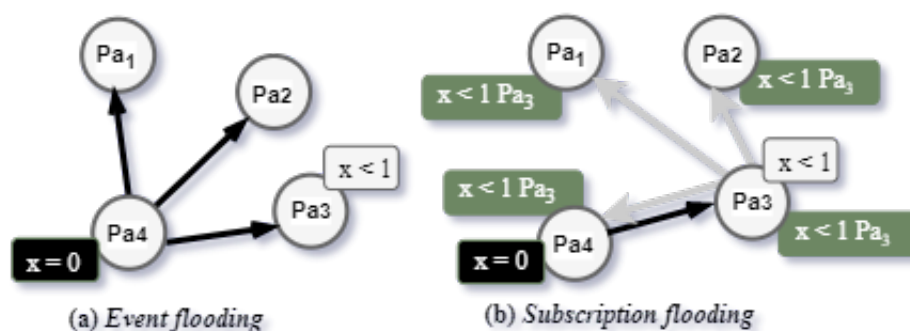 Pa₁
Pa2
x < 1
Pa3
Pa4
x = 0
(a) Event flooding
Pa₁
Pa2
x < 1 Pa₃
x < 1 Pa₃
x < 1
x < 1 Pa₃
Pa3
Pa4
x < 1 Pa₃
x = 0
(b) Subscription flooding